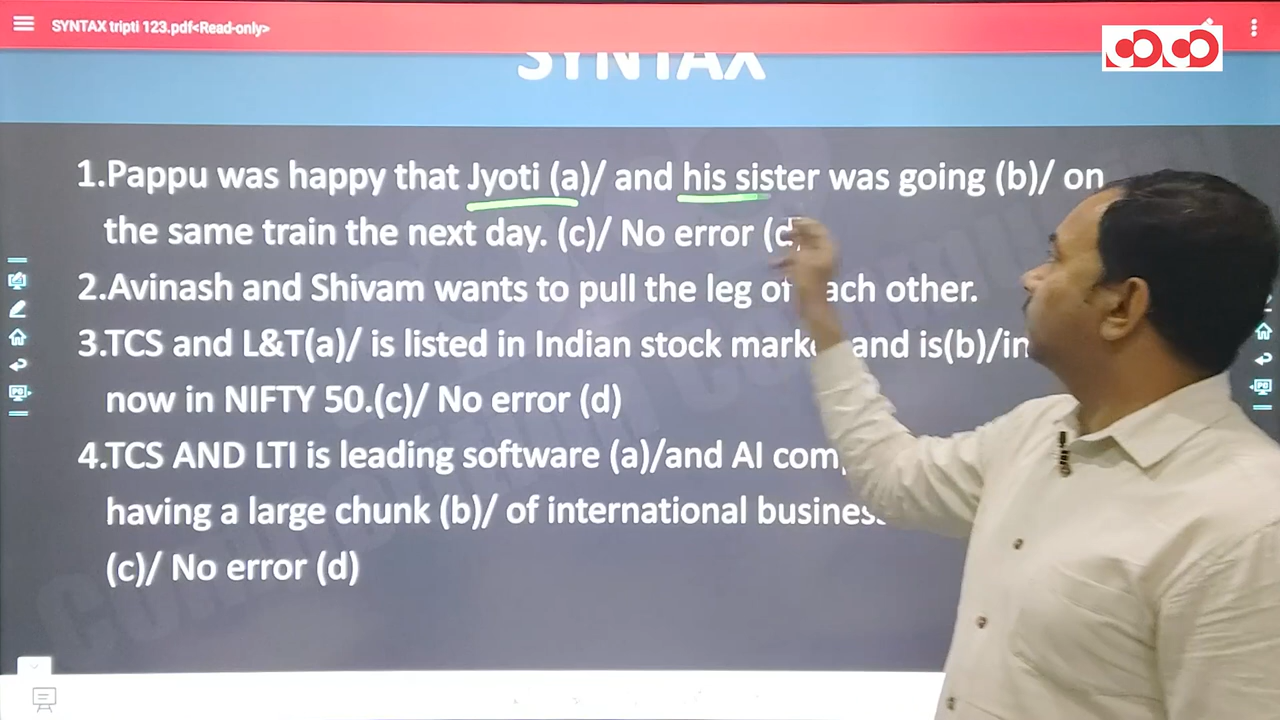 SYNTAX tripti 123.pdf<Read-only>
SYNTAX
1.Pappu was happy that Jyoti (a)/ and his sister was going (b)/ on
the same train the next day. (c)/ No error (d)
2.Avinash and Shivam wants to pull the leg of each other.
3.TCS and L&T(a)/ is listed in Indian stock market and is(b)/in
now in NIFTY 50.(c)/ No error (d)
4.TCS AND LTI is leading software (a)/and AI
having a large chunk (b)/ of international business
(c)/ No error (d)